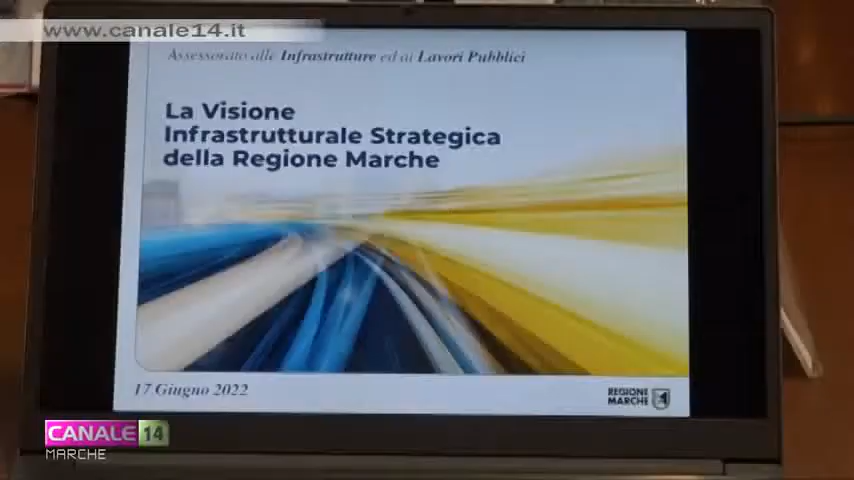 www.canale14.it
Assessorato alle Infrastrutture ed ai Lavori Pubblici
La Visione
Infrastrutturale Strategica
della Regione Marche
17 Giugno 2022
REGIONE
MARCHE
CANALE 14
MARCHE